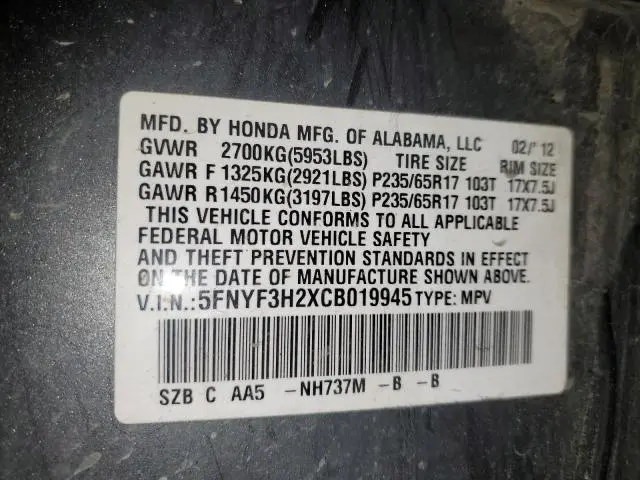 MFD. BY HONDA MFG. OF ALABAMA, LLC 02/'12
GVWR 2700KG(5953LBS) TIRE SIZE RIM SIZE
GAWR F 1325KG(2921LBS) P235/65R17 103T 17X7.5J
GAWR R 1450KG(3197LBS) P235/65R17 103T 17X7.5J
THIS VEHICLE CONFORMS TO ALL APPLICABLE
FEDERAL MOTOR VEHICLE SAFETY
AND THEFT PREVENTION STANDARDS IN EFFECT
ON THE DATE OF MANUFACTURE SHOWN ABOVE.
V.I.N.:5FNYF3H2XCB019945 TYPE: MPV
SZB C AA5 -NH737M -B -B